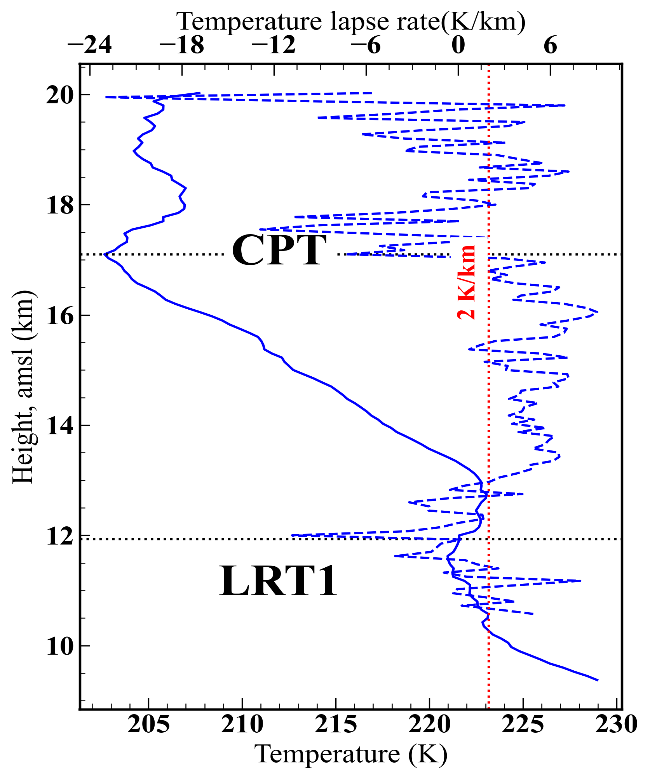 Temperature lapse rate(K/km)
−24 −18 −12 −6 0 6
20
18
CPT
2 K/km
16
Height, amsl (km)
14
12
LRT1
10
205 210 215 220 225 230
Temperature (K)